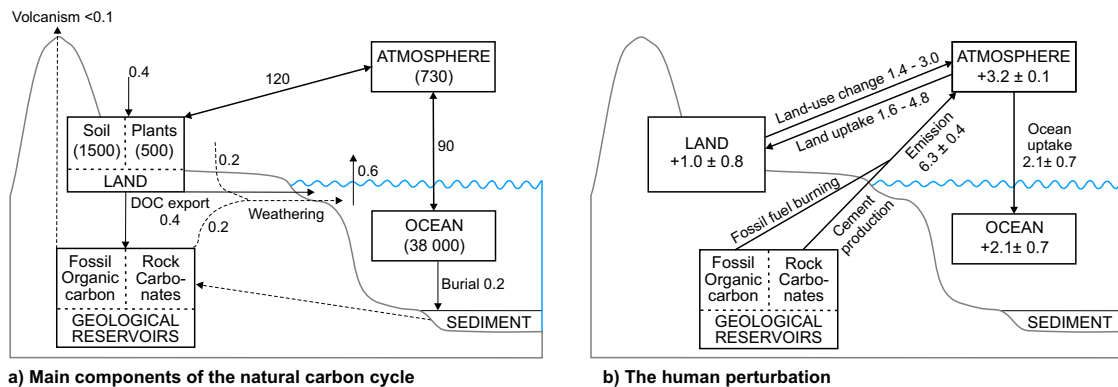 Volcanism <0.1
0.4
120
ATMOSPHERE
(730)
Soil
(1500)
Plants
(500)
LAND
0.2
0.6
90
DOC export
0.4
0.2
Weathering
OCEAN
(38 000)
Fossil
Organic
carbon
Rock
Carbo-
nates
GEOLOGICAL
RESERVOIRS
Burial 0.2
SEDIMENT
a) Main components of the natural carbon cycle
ATMOSPHERE
+3.2 ± 0.1
Land-use change 1.4 - 3.0
Land uptake 1.6 - 4.8
LAND
+1.0 ± 0.8
Emission
6.3 ± 0.4
Ocean
uptake
2.1± 0.7
Fossil fuel burning
Cement
production
OCEAN
+2.1± 0.7
Fossil
Organic
carbon
Rock
Carbo-
nates
GEOLOGICAL
RESERVOIRS
SEDIMENT
b) The human perturbation